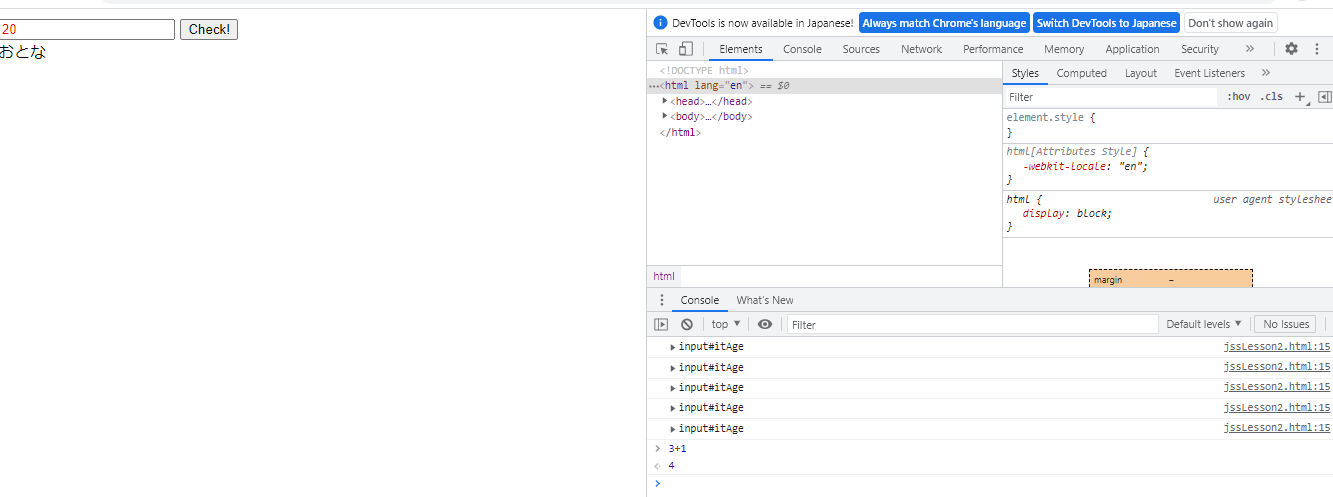 20 Check!
おとな
DevTools is now available in Japanese! Always match Chrome's language Switch DevTools to Japanese Don't show again
Elements Console Sources Network Performance Memory Application Security »
<!DOCTYPE html>
…<html lang="en"> == $0
<head>…</head>
<body>…</body>
</html>
html
Styles Computed Layout Event Listeners »
Filter :hov .cls +
element.style {
}
html[Attributes Style] {
-webkit-locale: "en";
}
html { user agent styleshee
display: block;
}
margin –
Console What's New
top Filter Default levels No Issues
input#itAge jssLesson2.html:15
input#itAge jssLesson2.html:15
input#itAge jssLesson2.html:15
input#itAge jssLesson2.html:15
input#itAge jssLesson2.html:15
> 3+1
4
>